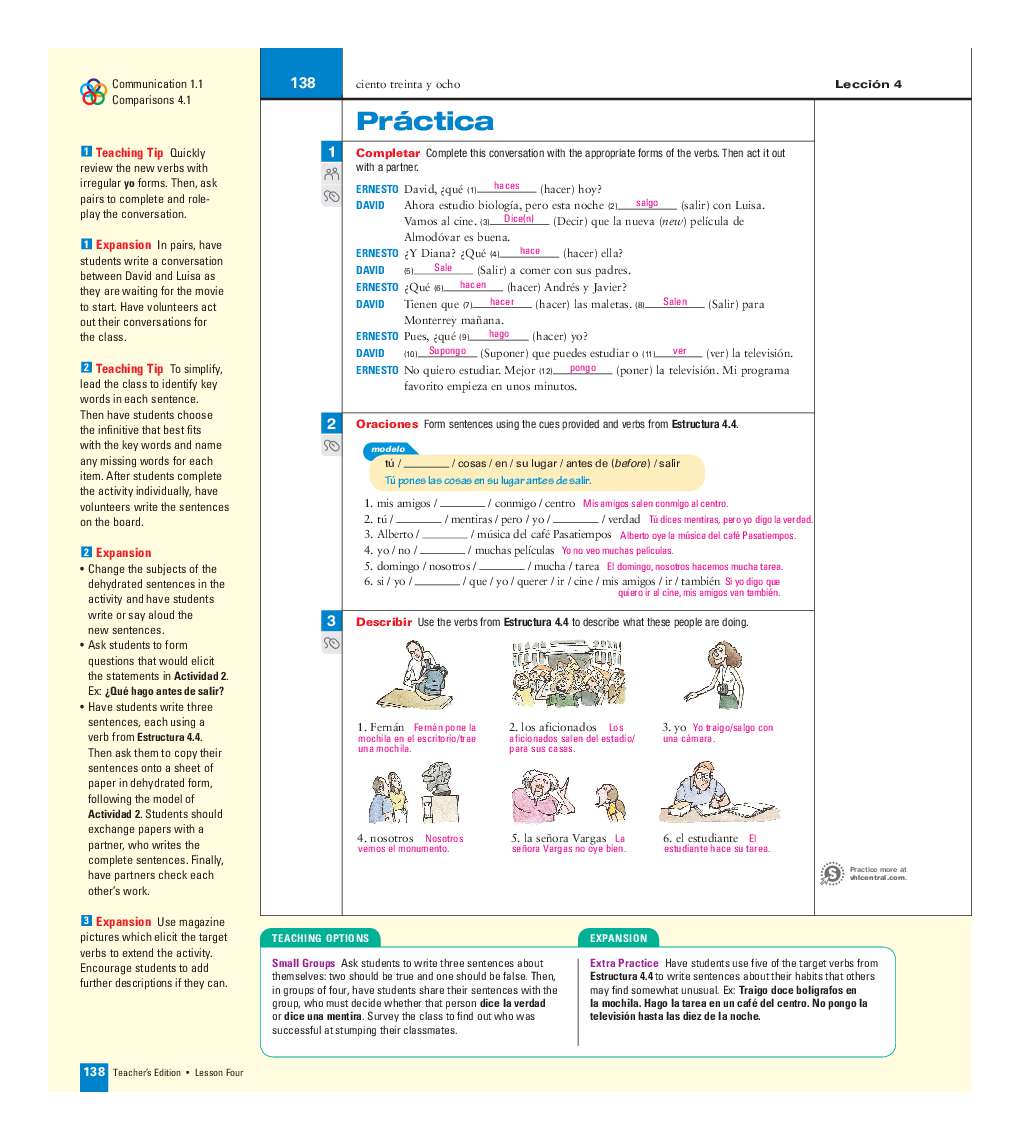 Communication 1.1
Comparisons 4.1
1 Teaching Tip Quickly
review the new verbs with
irregular yo forms. Then, ask
pairs to complete and role-
play the conversation.
1 Expansion In pairs, have
students write a conversation
between David and Luisa as
they are waiting for the movie
to start. Have volunteers act
out their conversations for
the class.
2 Teaching Tip To simplify,
lead the class to identify key
words in each sentence.
Then have students choose
the infinitive that best fits
with the key words and name
any missing words for each
item. After students complete
the activity individually, have
volunteers write the sentences
on the board.
2 Expansion
• Change the subjects of the
dehydrated sentences in the
activity and have students
write or say aloud the
new sentences.
• Ask students to form
questions that would elicit
the statements in Actividad 2.
Ex: ¿Qué hago antes de salir?
• Have students write three
sentences, each using a
verb from Estructura 4.4.
Then ask them to copy their
sentences onto a sheet of
paper in dehydrated form,
following the model of
Actividad 2. Students should
exchange papers with a
partner, who writes the
complete sentences. Finally,
have partners check each
other's work.
3 Expansion Use magazine
pictures which elicit the target
verbs to extend the activity.
Encourage students to add
further descriptions if they can.
138 ciento treinta y ocho Lección 4
Práctica
1 Completar Complete this conversation with the appropriate forms of the verbs. Then act it out
with a partner.
ERNESTO David, ¿qué (1) haces (hacer) hoy?
DAVID Ahora estudio biología, pero esta noche (2) salgo (salir) con Luisa.
Vamos al cine. (3) Dice(n) (Decir) que la nueva (new) película de
Almodóvar es buena.
ERNESTO ¿Y Diana? ¿Qué (4) hace (hacer) ella?
DAVID (5) Sale (Salir) a comer con sus padres.
ERNESTO ¿Qué (6) hacen (hacer) Andrés y Javier?
DAVID Tienen que (7) hacer (hacer) las maletas. (8) Salen (Salir) para
Monterrey mañana.
ERNESTO Pues, ¿qué (9) hago (hacer) yo?
DAVID (10) Supongo (Suponer) que puedes estudiar o (11) ver (ver) la televisión.
ERNESTO No quiero estudiar. Mejor (12) pongo (poner) la televisión. Mi programa
favorito empieza en unos minutos.
2 Oraciones Form sentences using the cues provided and verbs from Estructura 4.4.
modelo
tú / ________ / cosas / en / su lugar / antes de (before) / salir
Tú pones las cosas en su lugar antes de salir.
1. mis amigos / ________ / conmigo / centro Mis amigos salen conmigo al centro.
2. tú / ________ / mentiras / pero / yo / ________ / verdad Tú dices mentiras, pero yo digo la verdad.
3. Alberto / ________ / música del café Pasatiempos Alberto oye la música del café Pasatiempos.
4. yo / no / ________ / muchas películas Yo no veo muchas películas.
5. domingo / nosotros / ________ / mucha / tarea El domingo, nosotros hacemos mucha tarea.
6. si / yo / ________ / que / yo / querer / ir / cine / mis amigos / ir / también Si yo digo que
quiero ir al cine, mis amigos van también.
3 Describir Use the verbs from Estructura 4.4 to describe what these people are doing.
1. Fernán Fernán pone la
mochila en el escritorio/trae
una mochila.
2. los aficionados Los
aficionados salen del estadio/
para sus casas.
3. yo Yo traigo/salgo con
una cámara.
4. nosotros Nosotros
vemos el monumento.
5. la señora Vargas La
señora Vargas no oye bien.
6. el estudiante El
estudiante hace su tarea.
S Practice more at
vhlcentral.com.
TEACHING OPTIONS
Small Groups Ask students to write three sentences about
themselves: two should be true and one should be false. Then,
in groups of four, have students share their sentences with the
group, who must decide whether that person dice la verdad
or dice una mentira. Survey the class to find out who was
successful at stumping their classmates.
EXPANSION
Extra Practice Have students use five of the target verbs from
Estructura 4.4 to write sentences about their habits that others
may find somewhat unusual. Ex: Traigo doce bolígrafos en
la mochila. Hago la tarea en un café del centro. No pongo la
televisión hasta las diez de la noche.
138 Teacher's Edition • Lesson Four